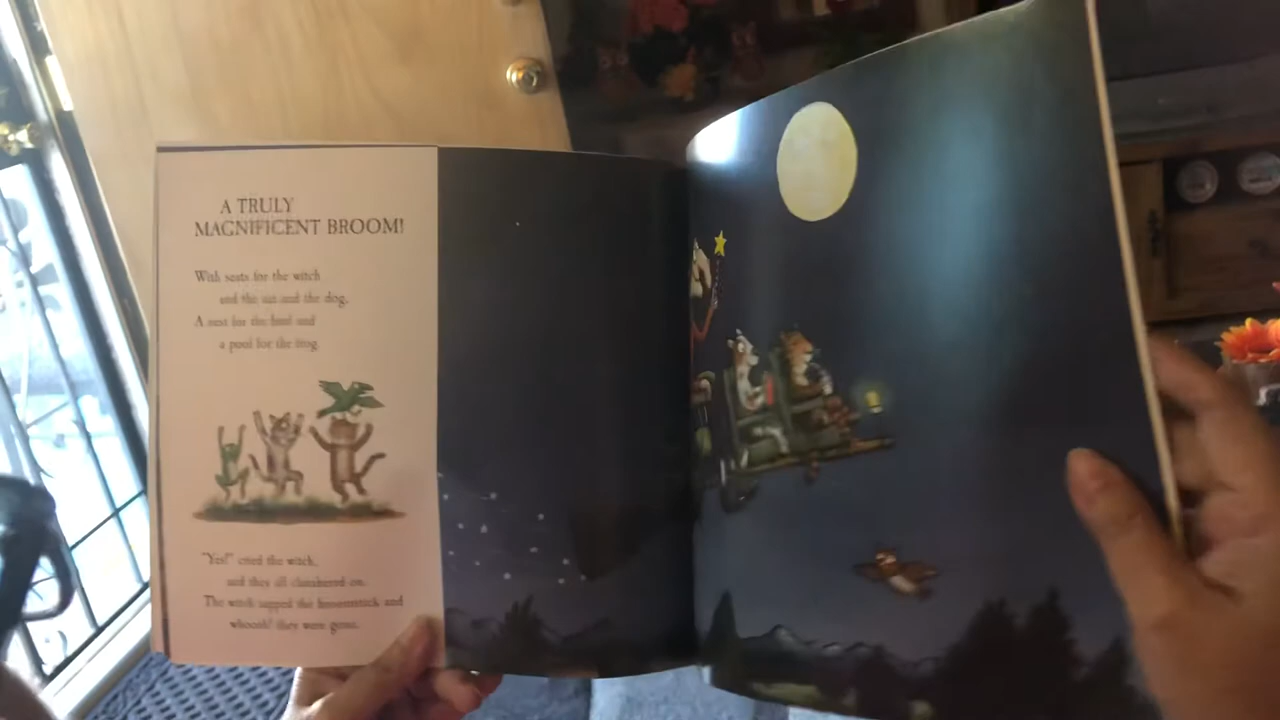 A TRULY
MAGNIFICENT BROOM!
With seats for the witch
and the cat and the dog,
A nest for the bird and
a pool for the frog.
"Yes!" cried the witch,
and they all clambered on.
The witch tapped the broomstick and
whoosh! they were gone.